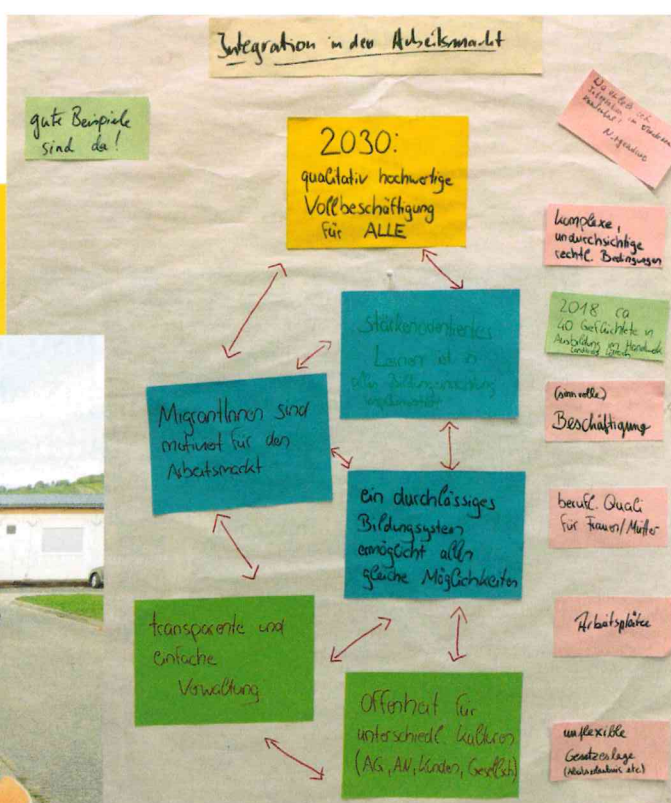 Integration in den Arbeitsmarkt
gute Beispiele
sind da!
2030:
qualitativ hochwertige
Vollbeschäftigung
für ALLE
komplexe,
undurchsichtige
rechtl. Bedingungen
stärkenorientiertes
Lernen ist in
2018 ca
40 Geflüchtete in
Ausbildung im Handwerk
MigrantInnen sind
motiviert für den
Arbeitsmarkt
(sinnvolle)
Beschäftigung
ein durchlässiges
Bildungssystem
ermöglicht allen
gleiche Möglichkeiten
berufl. Quali
für Frauen/Mütter
transparente und
einfache
Verwaltung
Arbeitsplätze
Offenheit für
unterschiedl. Kulturen
(AG, AN, Kunden, Gesellsch)
unflexible
Gesetzeslage